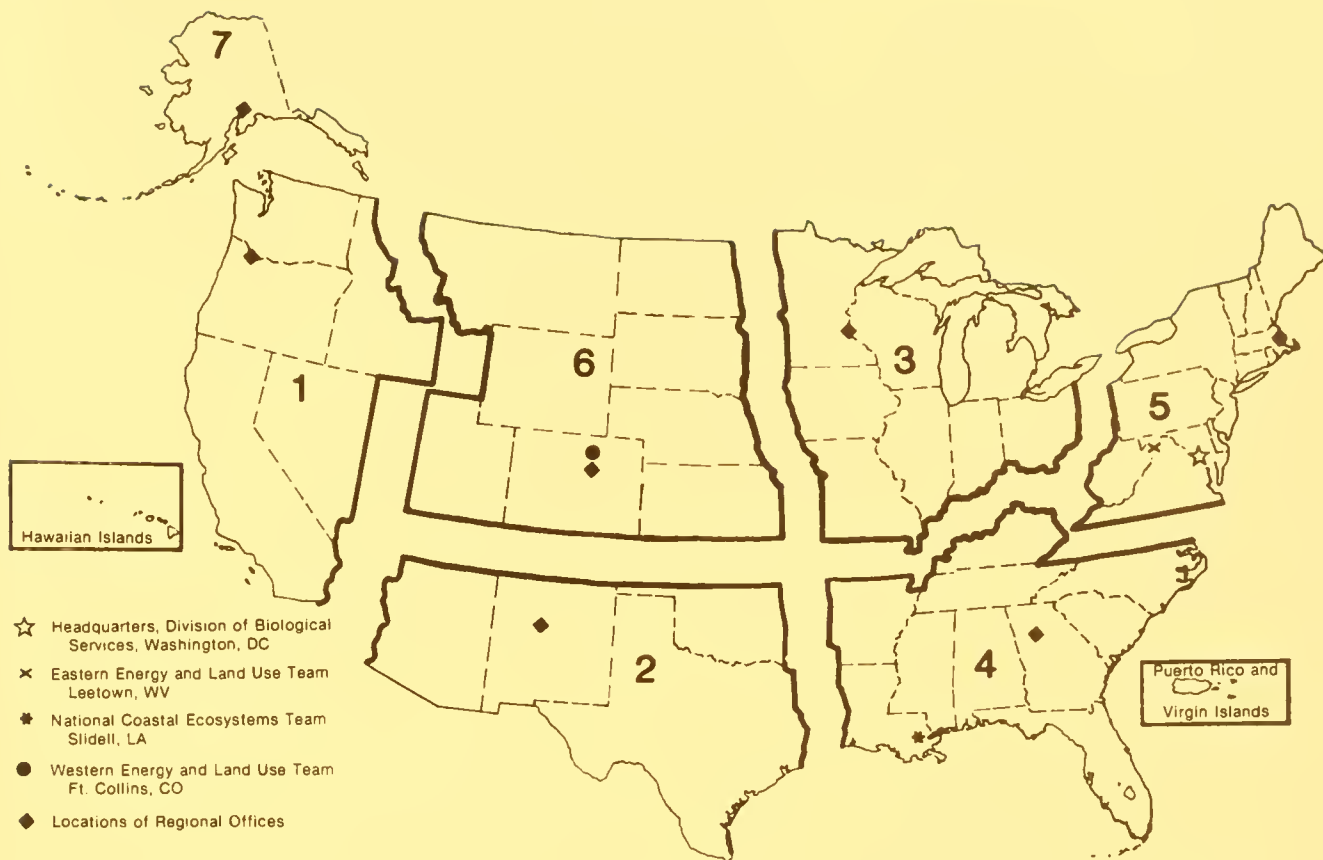 7
6
3
1
5
Hawaiian Islands
☆ Headquarters, Division of Biological
Services, Washington, DC
× Eastern Energy and Land Use Team
Leetown, WV
* National Coastal Ecosystems Team
Slidell, LA
● Western Energy and Land Use Team
Ft. Collins, CO
◆ Locations of Regional Offices
2
4
Puerto Rico and
Virgin Islands